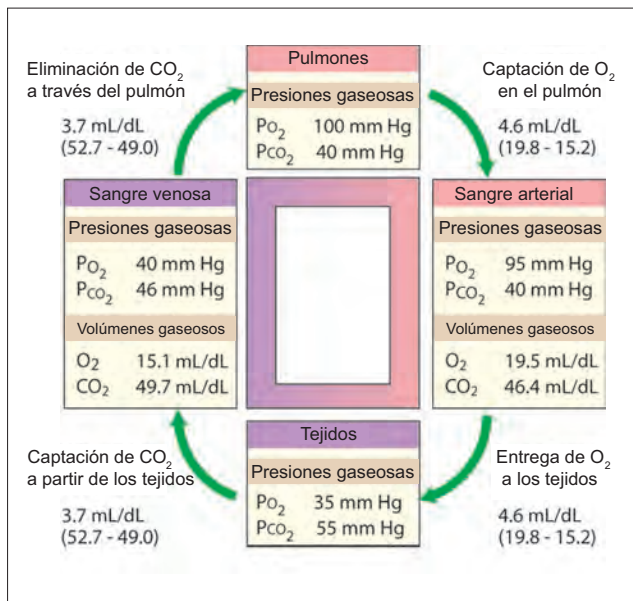 Pulmones
Presiones gaseosas
PO₂ 100 mm Hg
PCO₂ 40 mm Hg
Eliminación de CO₂
a través del pulmón
3.7 mL/dL
(52.7 - 49.0)
Captación de O₂
en el pulmón
4.6 mL/dL
(19.8 - 15.2)
Sangre venosa
Presiones gaseosas
PO₂ 40 mm Hg
PCO₂ 46 mm Hg
Volúmenes gaseosos
O₂ 15.1 mL/dL
CO₂ 49.7 mL/dL
Sangre arterial
Presiones gaseosas
PO₂ 95 mm Hg
PCO₂ 40 mm Hg
Volúmenes gaseosos
O₂ 19.5 mL/dL
CO₂ 46.4 mL/dL
Captación de CO₂
a partir de los tejidos
3.7 mL/dL
(52.7 - 49.0)
Tejidos
Presiones gaseosas
PO₂ 35 mm Hg
PCO₂ 55 mm Hg
Entrega de O₂
a los tejidos
4.6 mL/dL
(19.8 - 15.2)